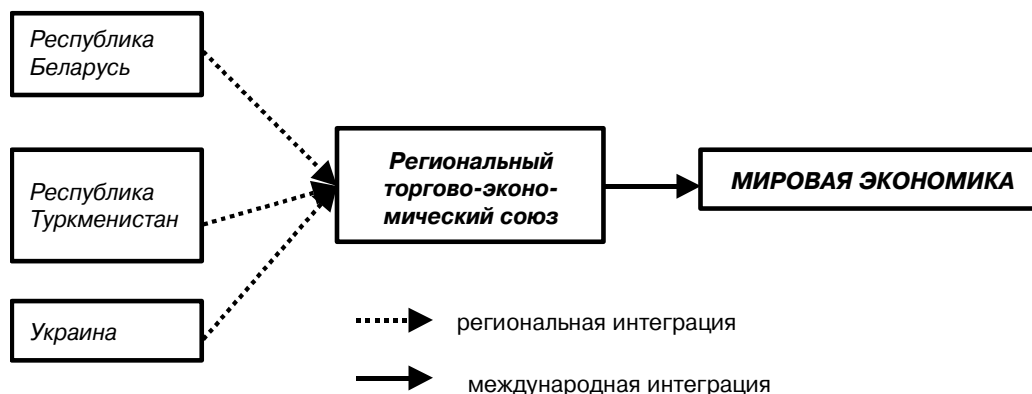 Республика
Беларусь
Республика
Туркменистан
Украина
Региональный
торгово-эконо-
мический союз
МИРОВАЯ ЭКОНОМИКА
региональная интеграция
международная интеграция